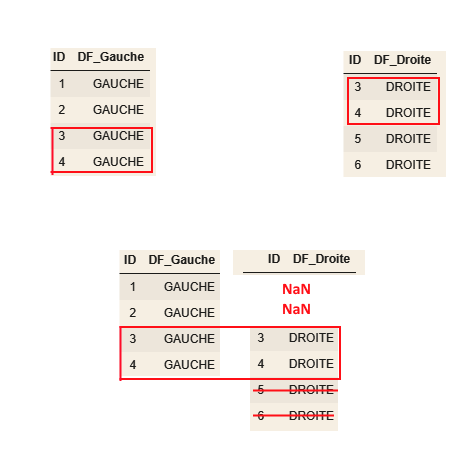 ID DF_Gauche
1 GAUCHE
2 GAUCHE
3 GAUCHE
4 GAUCHE
ID DF_Droite
3 DROITE
4 DROITE
5 DROITE
6 DROITE
ID DF_Gauche ID DF_Droite
1 GAUCHE NaN
2 GAUCHE NaN
3 GAUCHE 3 DROITE
4 GAUCHE 4 DROITE
5 DROITE
6 DROITE